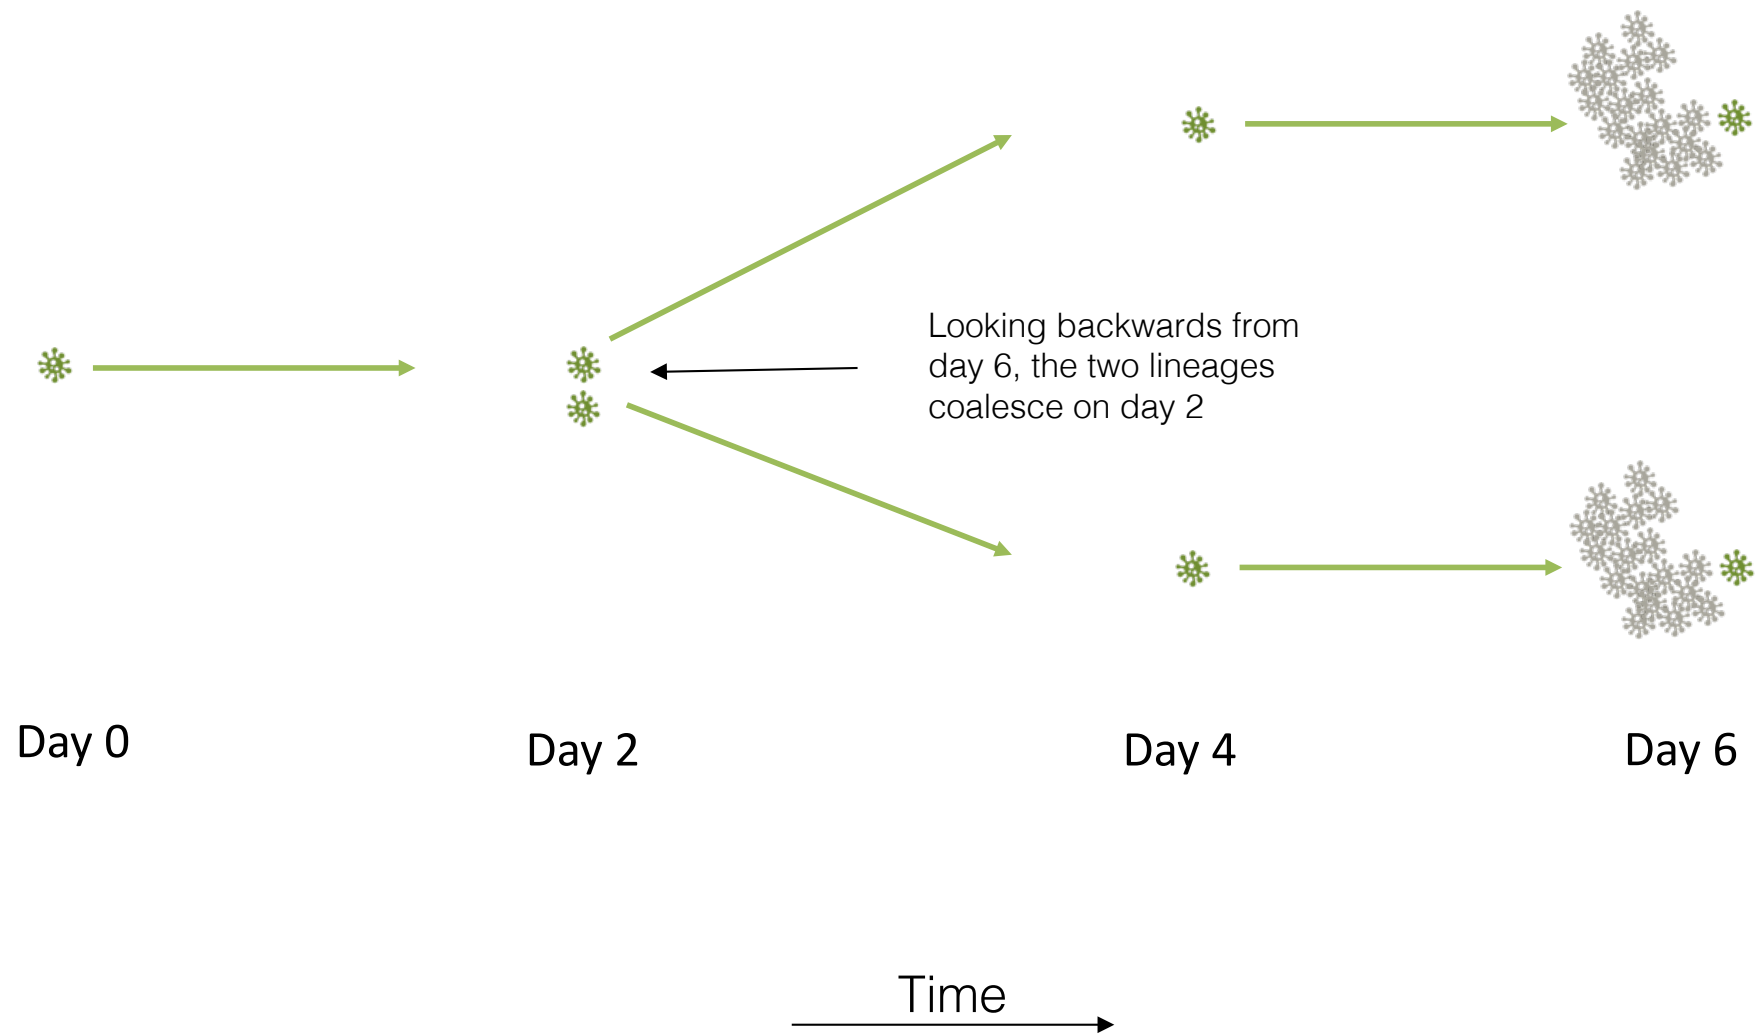 Looking backwards from
day 6, the two lineages
coalesce on day 2
Day 0
Day 2
Day 4
Day 6
Time